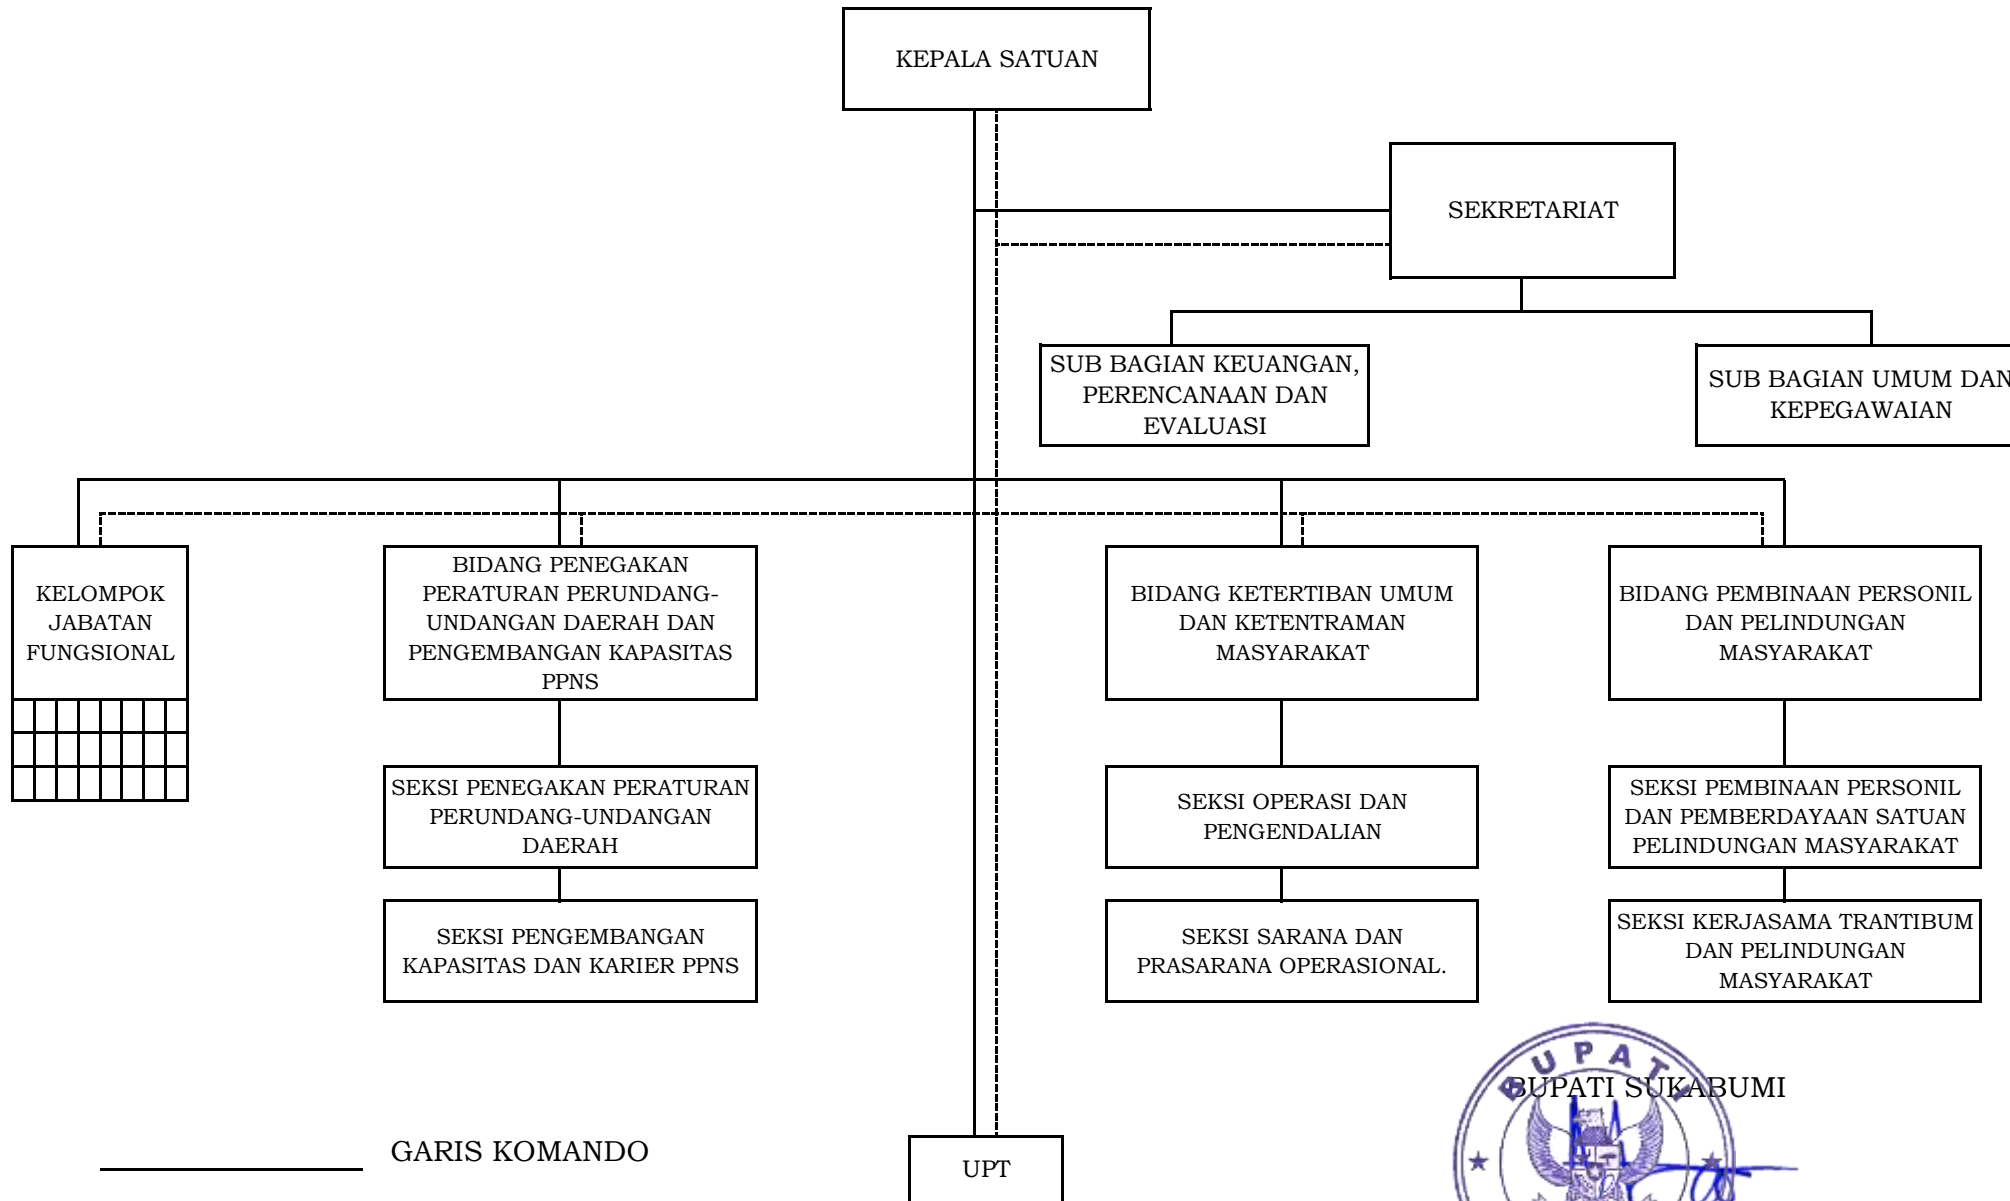 KEPALA SATUAN
SEKRETARIAT
SUB BAGIAN KEUANGAN,
PERENCANAAN DAN
EVALUASI
SUB BAGIAN UMUM DAN
KEPEGAWAIAN
KELOMPOK
JABATAN
FUNGSIONAL
BIDANG PENEGAKAN
PERATURAN PERUNDANG-
UNDANGAN DAERAH DAN
PENGEMBANGAN KAPASITAS
PPNS
BIDANG KETERTIBAN UMUM
DAN KETENTRAMAN
MASYARAKAT
BIDANG PEMBINAAN PERSONIL
DAN PELINDUNGAN
MASYARAKAT
SEKSI PENEGAKAN PERATURAN
PERUNDANG-UNDANGAN
DAERAH
SEKSI OPERASI DAN
PENGENDALIAN
SEKSI PEMBINAAN PERSONIL
DAN PEMBERDAYAAN SATUAN
PELINDUNGAN MASYARAKAT
SEKSI PENGEMBANGAN
KAPASITAS DAN KARIER PPNS
SEKSI SARANA DAN
PRASARANA OPERASIONAL.
SEKSI KERJASAMA TRANTIBUM
DAN PELINDUNGAN
MASYARAKAT
BUPATI
BUPATI SUKABUMI
GARIS KOMANDO
UPT